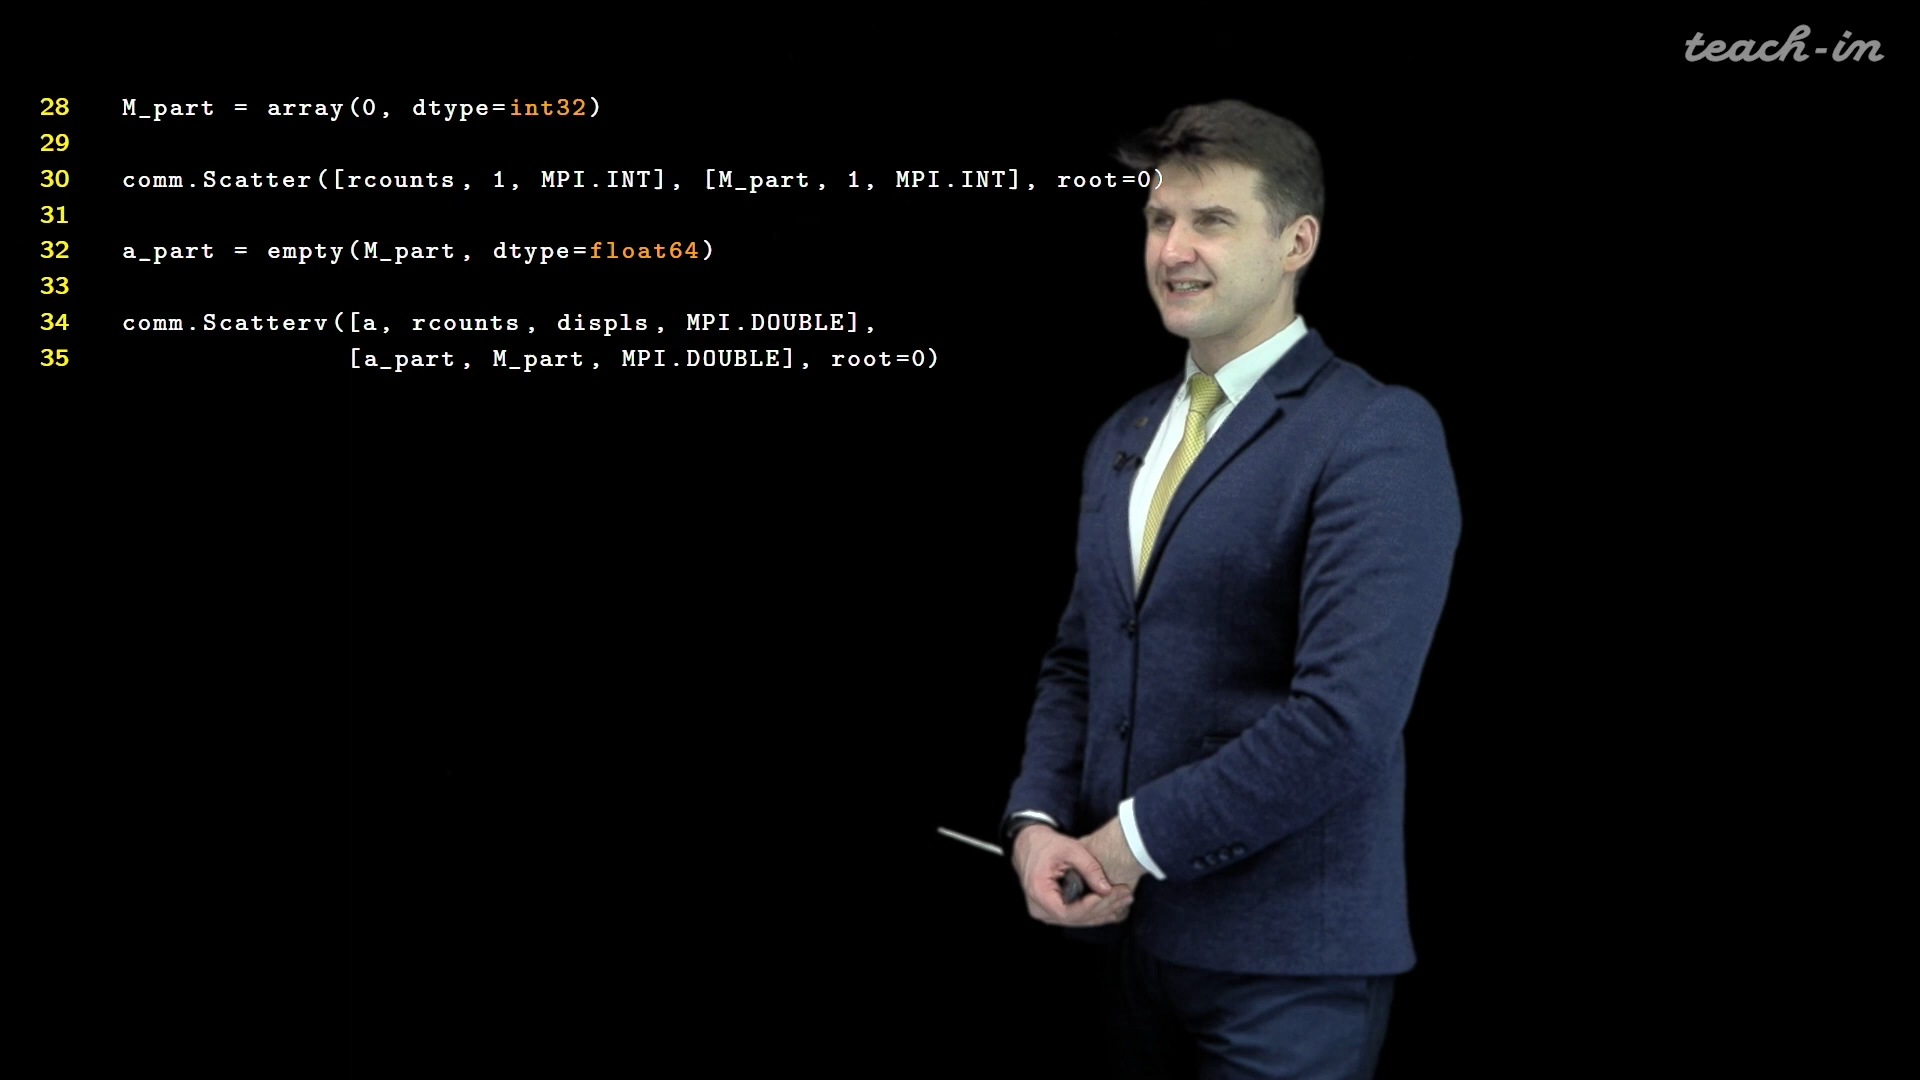 teach-in
28 M_part = array(0, dtype=int32)
29
30 comm.Scatter([rcounts, 1, MPI.INT], [M_part, 1, MPI.INT], root=0)
31
32 a_part = empty(M_part, dtype=float64)
33
34 comm.Scatterv([a, rcounts, displs, MPI.DOUBLE],
35 [a_part, M_part, MPI.DOUBLE], root=0)